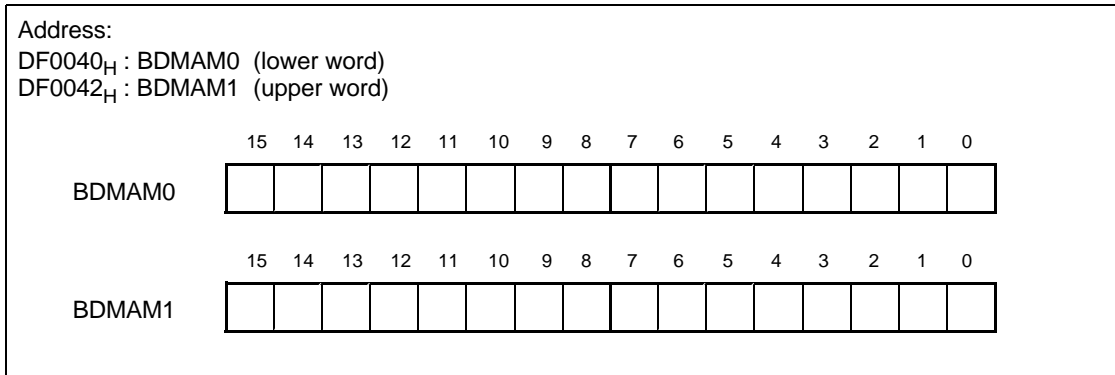 Address:
DF0040H : BDMAM0 (lower word)
DF0042H : BDMAM1 (upper word)
15 14 13 12 11 10 9 8 7 6 5 4 3 2 1 0
BDMAM0
15 14 13 12 11 10 9 8 7 6 5 4 3 2 1 0
BDMAM1